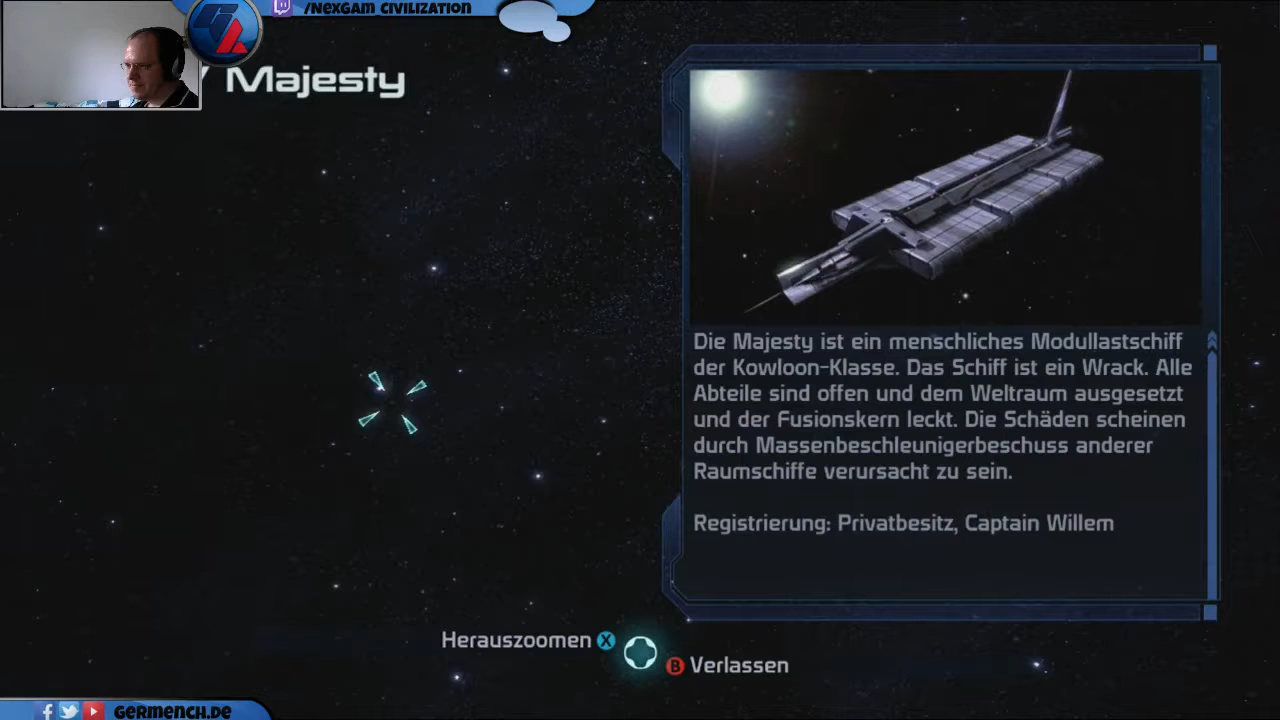 /NexGam Civilization
Majesty
Die Majesty ist ein menschliches Modullastschiff
der Kowloon-Klasse. Das Schiff ist ein Wrack. Alle
Abteile sind offen und dem Weltraum ausgesetzt
und der Fusionskern leckt. Die Schäden scheinen
durch Massenbeschleunigerbeschuss anderer
Raumschiffe verursacht zu sein.
Registrierung: Privatbesitz, Captain Willem
Herauszoomen X
B Verlassen
GERMENCH.DE